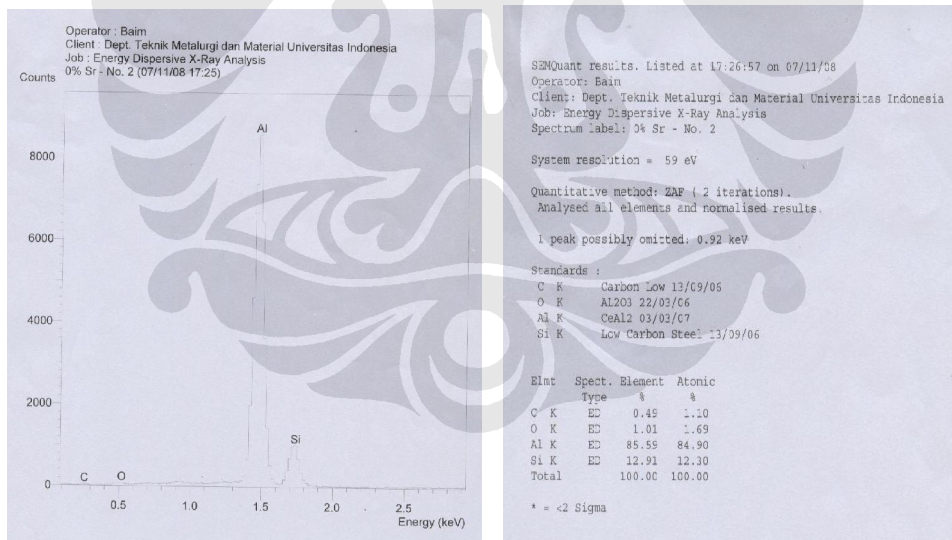 Operator : Baim
Client : Dept. Teknik Metalurgi dan Material Universitas Indonesia
Job : Energy Dispersive X-Ray Analysis
0% Sr - No. 2 (07/11/08 17:25)
Counts
Al
8000
6000
4000
2000
Si
C O
0
0.5 1.0 1.5 2.0 2.5
Energy (keV)
SEMQuant results. Listed at 17:26:57 on 07/11/08
Operator: Baim
Client: Dept. Teknik Metalurgi dan Material Universitas Indonesia
Job: Energy Dispersive X-Ray Analysis
Spectrum label: 0% Sr - No. 2
System resolution = 59 eV
Quantitative method: ZAF ( 2 iterations).
Analysed all elements and normalised results.
1 peak possibly omitted: 0.92 keV
Standards :
C K Carbon Low 13/09/06
O K AL2O3 22/03/06
Al K CeAl2 03/03/07
Si K Low Carbon Steel 13/09/06
Elmt Spect. Element Atomic
Type % %
C K ED 0.49 1.10
O K ED 1.01 1.69
Al K ED 85.59 84.90
Si K ED 12.91 12.30
Total 100.00 100.00
* = <2 Sigma